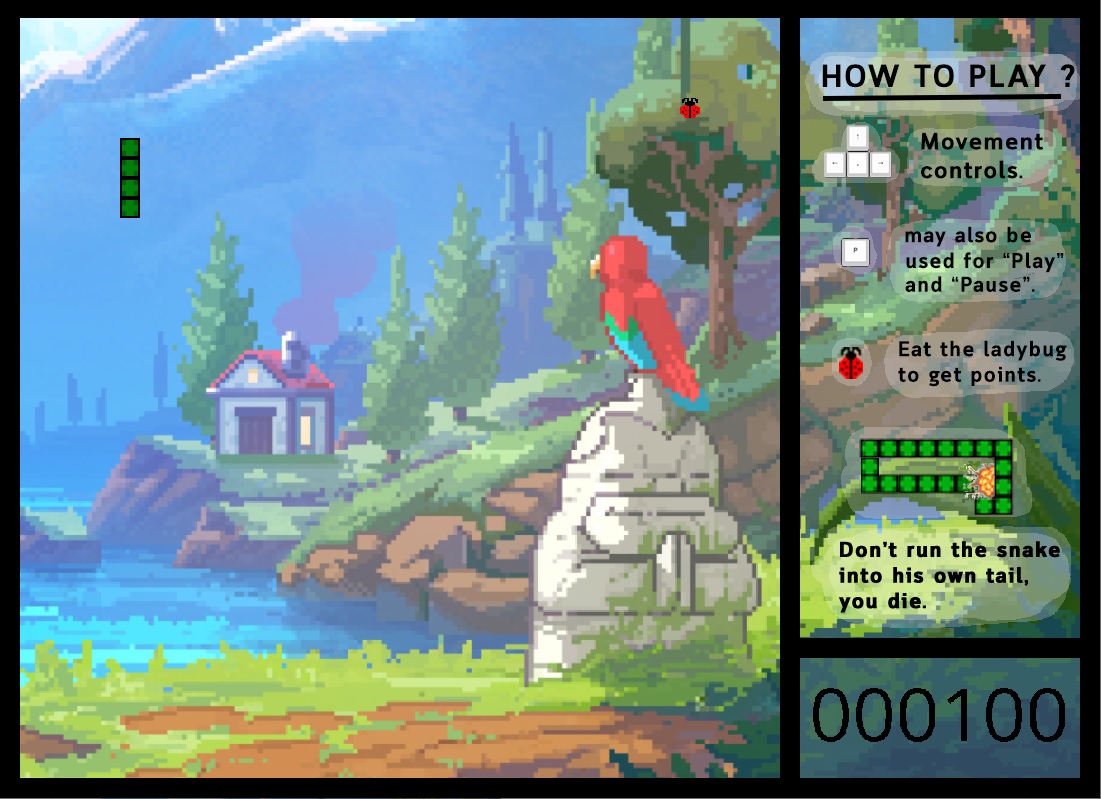 HOW TO PLAY ?
Movement
controls.
P
may also be
used for “Play”
and “Pause”.
Eat the ladybug
to get points.
Don't run the snake
into his own tail,
you die.
000100